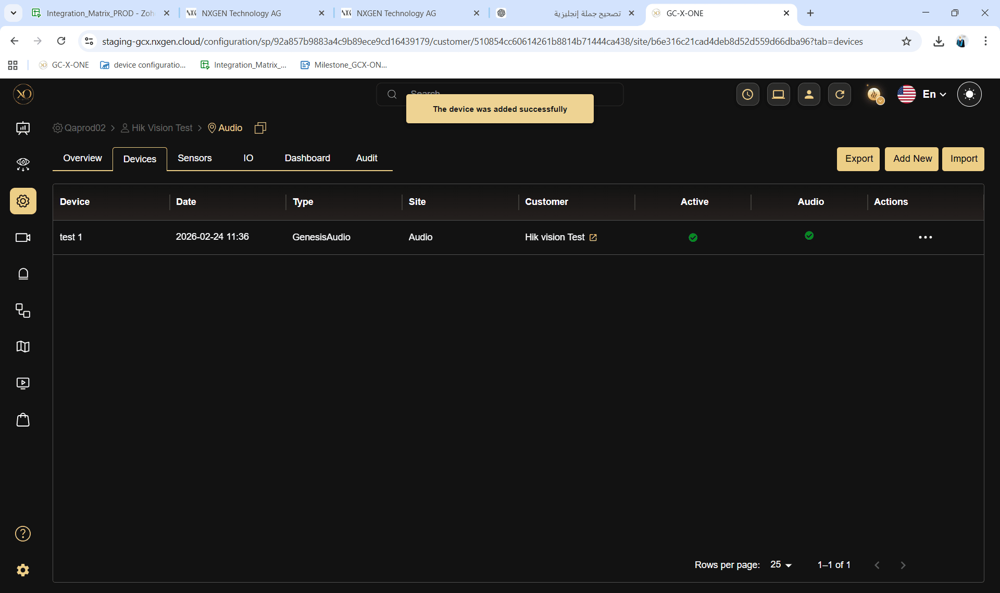 Integration_Matrix_PROD - Zoh
NXGEN Technology AG
NXGEN Technology AG
تصحيح جملة إنجليزية
GC-X-ONE
staging-gcx.nxgen.cloud/configuration/sp/92a857b9883a4c9b89ece9cd16439179/customer/510854cc60614261b8814b71444ca438/site/b6e316c21cad4deb8d52d559d66dba96?tab=devices
GC-X-ONE
device configuratio...
Integration_Matrix_...
Milestone_GCX-ON...
XO
Search
The device was added successfully
En
Qaprod02 > Hik Vision Test > Audio
Overview Devices Sensors IO Dashboard Audit
Export Add New Import
Device Date Type Site Customer Active Audio Actions
test 1 2026-02-24 11:36 GenesisAudio Audio Hik vision Test
Rows per page: 25 1–1 of 1